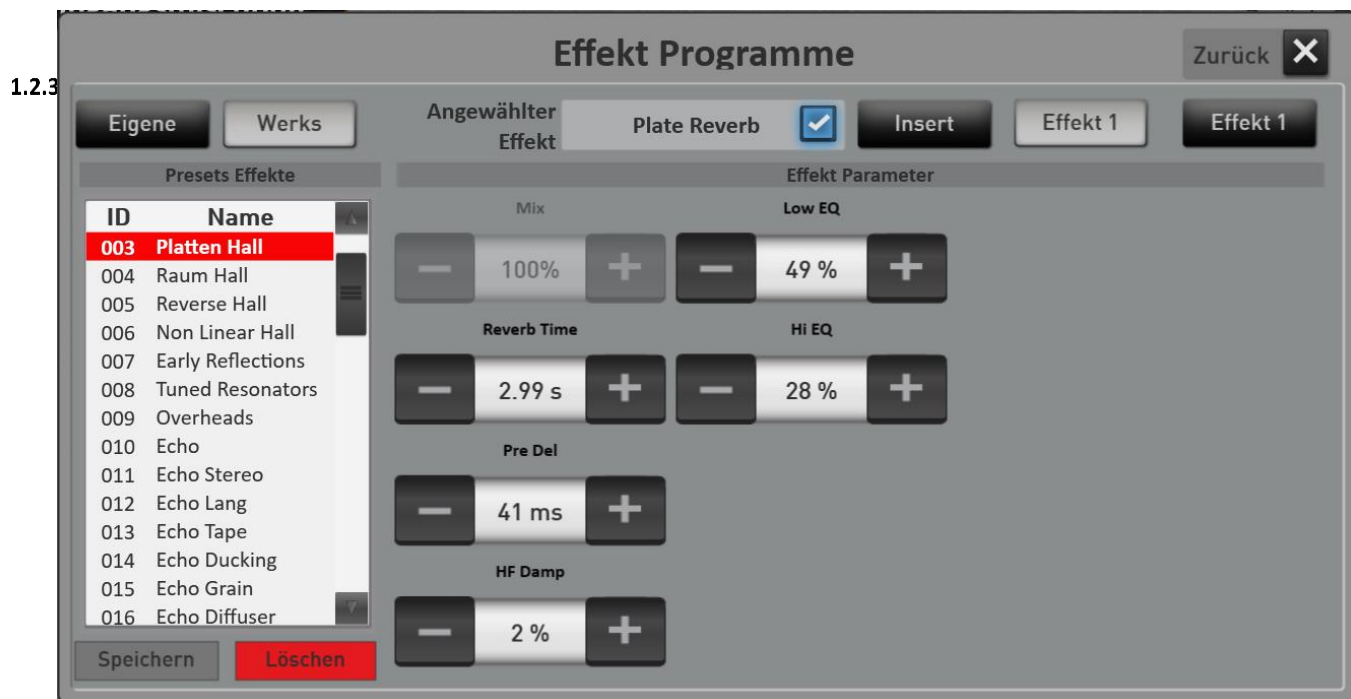 Effekt Programme
Zurück
1.2.3
Eigene
Werks
Angewählter
Effekt
Plate Reverb
Insert
Effekt 1
Effekt 1
Presets Effekte
Effekt Parameter
ID Name
003 Platten Hall
004 Raum Hall
005 Reverse Hall
006 Non Linear Hall
007 Early Reflections
008 Tuned Resonators
009 Overheads
010 Echo
011 Echo Stereo
012 Echo Lang
013 Echo Tape
014 Echo Ducking
015 Echo Grain
016 Echo Diffuser
Speichern
Löschen
Mix
100%
Low EQ
49 %
Reverb Time
2.99 s
Hi EQ
28 %
Pre Del
41 ms
HF Damp
2 %